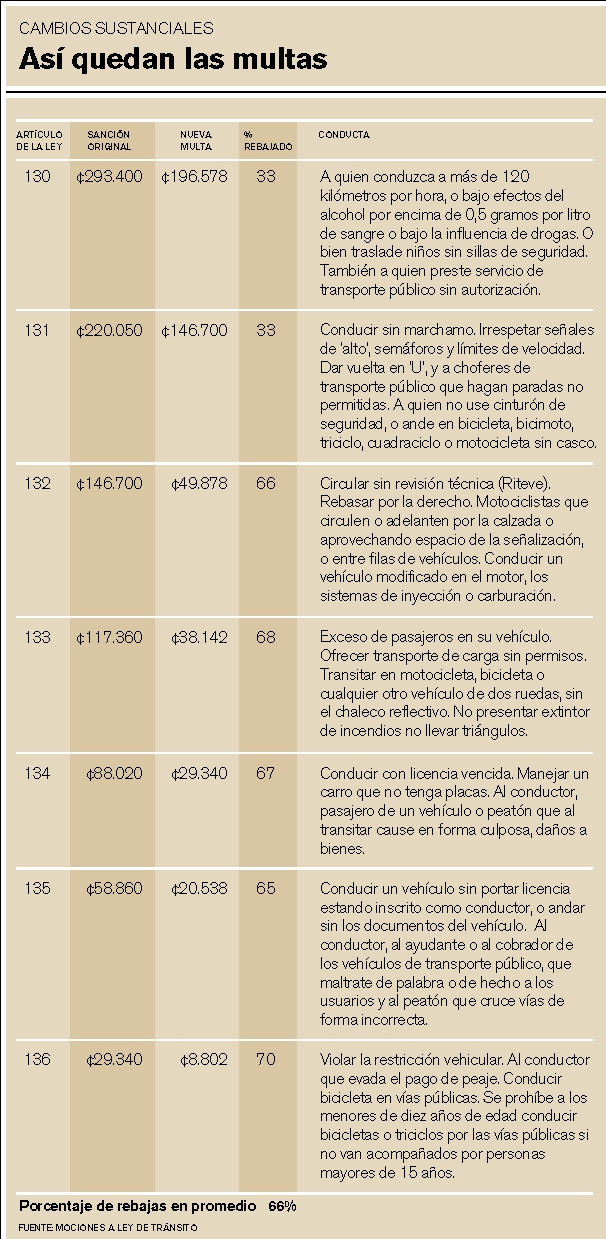 CAMBIOS SUSTANCIALES
Así quedan las multas
ARTÍCULO DE LA LEY	SANCIÓN ORIGINAL	NUEVA MULTA	% REBAJADO	CONDUCTA
130	¢293.400	¢196.578	33	A quien conduzca a más de 120
kilómetros por hora, o bajo efectos del
alcohol por encima de 0,5 gramos por litro
de sangre o bajo la influencia de drogas. O
bien traslade niños sin sillas de seguridad.
También a quien preste servicio de
transporte público sin autorización.
131	¢220.050	¢146.700	33	Conducir sin marchamo. Irrespetar señales
de 'alto', semáforos y límites de velocidad.
Dar vuelta en 'U', y a choferes de
transporte público que hagan paradas no
permitidas. A quien no use cinturón de
seguridad, o ande en bicicleta, bicimoto,
triciclo, cuadraciclo o motocicleta sin casco.
132	¢146.700	¢49.878	66	Circular sin revisión técnica (Riteve).
Rebasar por la derecho. Motociclistas que
circulen o adelanten por la calzada o
aprovechando espacio de la señalización,
o entre filas de vehículos. Conducir un
vehículo modificado en el motor, los
sistemas de inyección o carburación.
133	¢117.360	¢38.142	68	Exceso de pasajeros en su vehículo.
Ofrecer transporte de carga sin permisos.
Transitar en motocicleta, bicicleta o
cualquier otro vehículo de dos ruedas, sin
el chaleco reflectivo. No presentar extintor
de incendios no llevar triángulos.
134	¢88.020	¢29.340	67	Conducir con licencia vencida. Manejar un
carro que no tenga placas. Al conductor,
pasajero de un vehículo o peatón que al
transitar cause en forma culposa, daños a
bienes.
135	¢58.860	¢20.538	65	Conducir un vehículo sin portar licencia
estando inscrito como conductor, o andar
sin los documentos del vehículo. Al
conductor, al ayudante o al cobrador de
los vehículos de transporte público, que
maltrate de palabra o de hecho a los
usuarios y al peatón que cruce vías de
forma incorrecta.
136	¢29.340	¢8.802	70	Violar la restricción vehicular. Al conductor
que evada el pago de peaje. Conducir
bicicleta en vías públicas. Se prohíbe a los
menores de diez años de edad conducir
bicicletas o triciclos por las vías públicas si
no van acompañados por personas
mayores de 15 años.
Porcentaje de rebajas en promedio 66%
FUENTE: MOCIONES A LEY DE TRÁNSITO